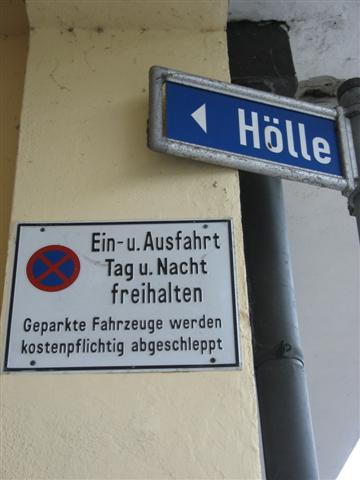 Hölle
Ein- u. Ausfahrt
Tag u. Nacht
freihalten
Geparkte Fahrzeuge werden
kostenpflichtig abgeschleppt